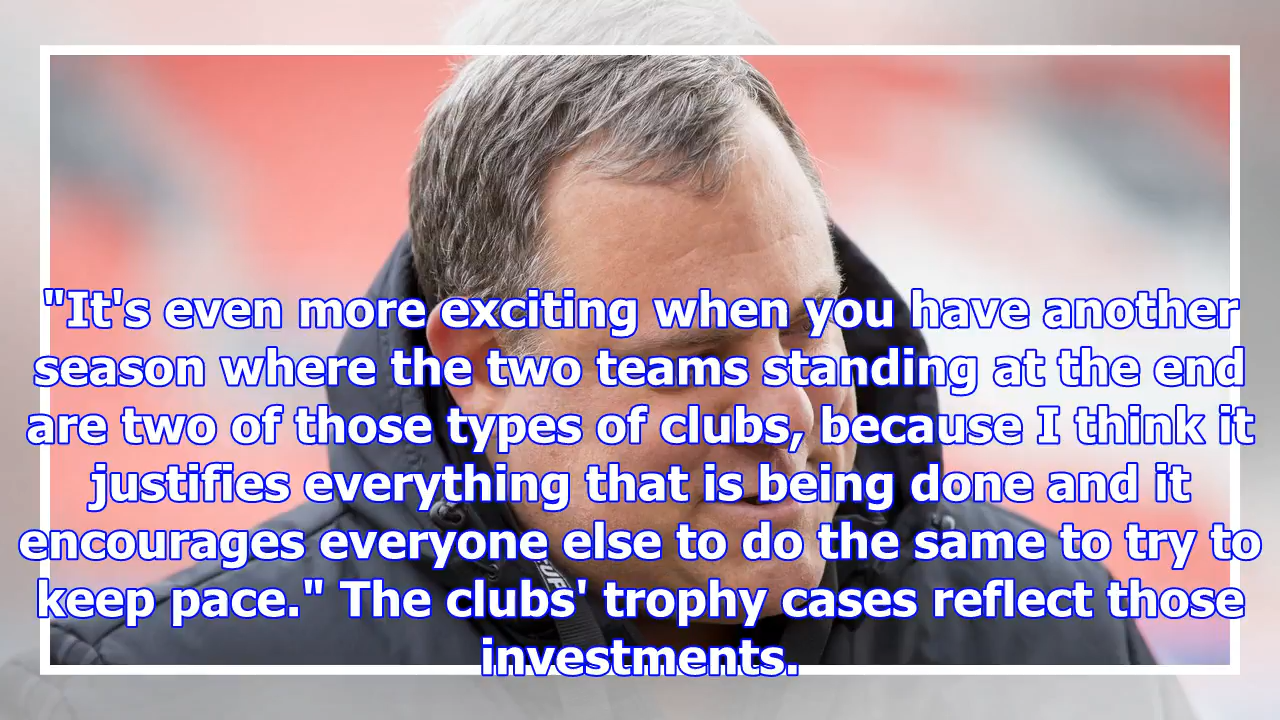 "It's even more exciting when you have another
season where the two teams standing at the end
are two of those types of clubs, because I think it
justifies everything that is being done and it
encourages everyone else to do the same to try to
keep pace." The clubs' trophy cases reflect those
investments.